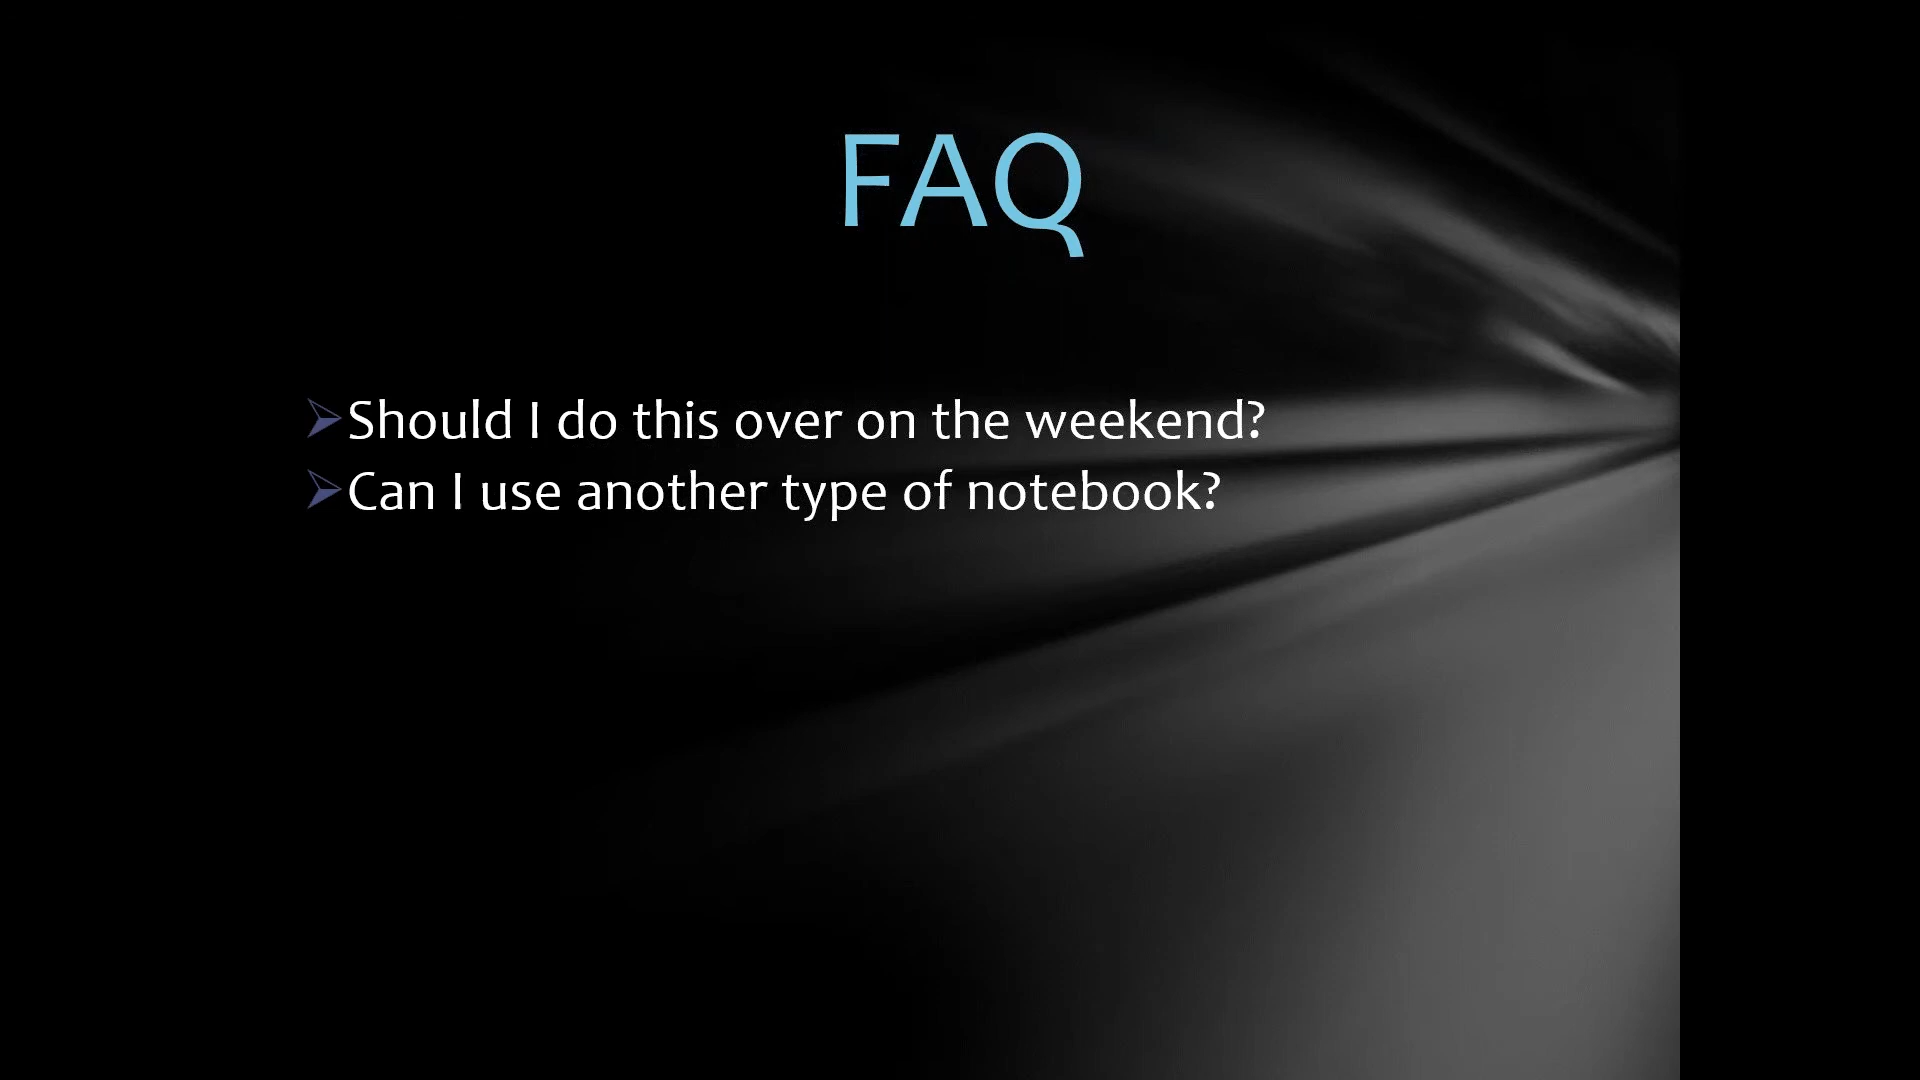 FAQ
Should I do this over on the weekend?
Can I use another type of notebook?